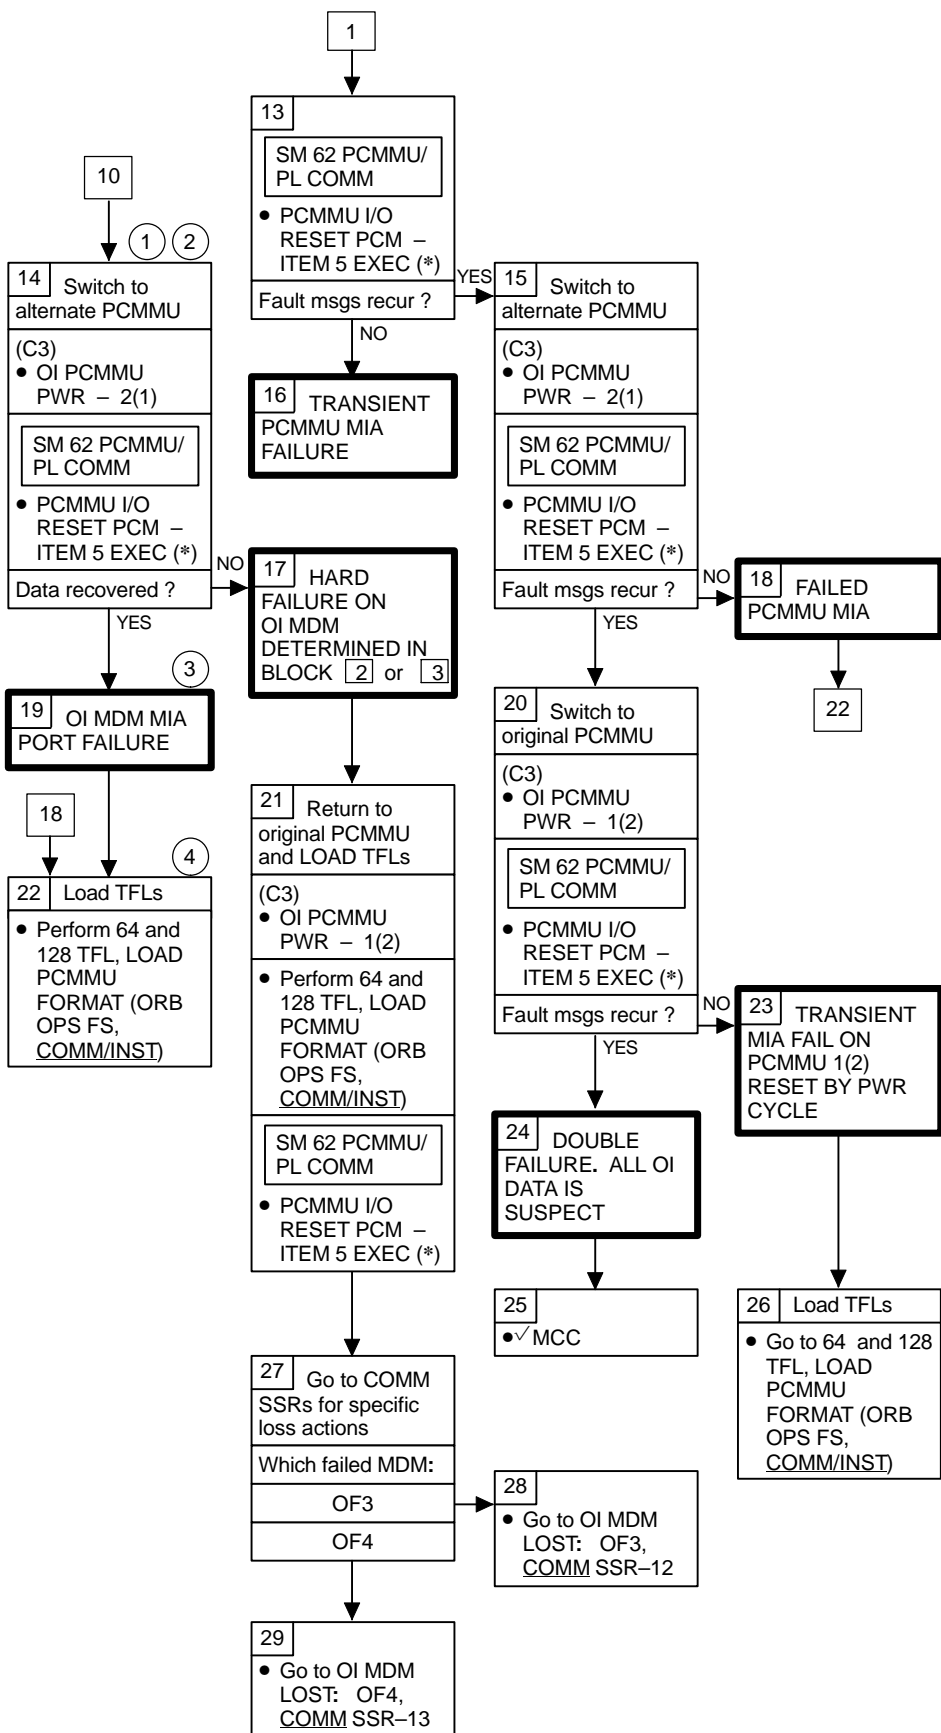 1
13
SM 62 PCMMU/
PL COMM
• PCMMU I/O
RESET PCM –
ITEM 5 EXEC (*)
Fault msgs recur ?
YES
NO
10
1 2
14 Switch to
alternate PCMMU
(C3)
• OI PCMMU
PWR – 2(1)
SM 62 PCMMU/
PL COMM
• PCMMU I/O
RESET PCM –
ITEM 5 EXEC (*)
Data recovered ?
NO
YES
15 Switch to
alternate PCMMU
(C3)
• OI PCMMU
PWR – 2(1)
SM 62 PCMMU/
PL COMM
• PCMMU I/O
RESET PCM –
ITEM 5 EXEC (*)
Fault msgs recur ?
NO
YES
16 TRANSIENT
PCMMU MIA
FAILURE
17 HARD
FAILURE ON
OI MDM
DETERMINED IN
BLOCK 2 or 3
18 FAILED
PCMMU MIA
22
3
19 OI MDM MIA
PORT FAILURE
20 Switch to
original PCMMU
(C3)
• OI PCMMU
PWR – 1(2)
SM 62 PCMMU/
PL COMM
• PCMMU I/O
RESET PCM –
ITEM 5 EXEC (*)
Fault msgs recur ?
NO
YES
21 Return to
original PCMMU
and LOAD TFLs
(C3)
• OI PCMMU
PWR – 1(2)
• Perform 64 and
128 TFL, LOAD
PCMMU
FORMAT (ORB
OPS FS,
COMM/INST)
SM 62 PCMMU/
PL COMM
• PCMMU I/O
RESET PCM –
ITEM 5 EXEC (*)
18
4
22 Load TFLs
• Perform 64 and
128 TFL, LOAD
PCMMU
FORMAT (ORB
OPS FS,
COMM/INST)
23 TRANSIENT
MIA FAIL ON
PCMMU 1(2)
RESET BY PWR
CYCLE
24 DOUBLE
FAILURE. ALL OI
DATA IS
SUSPECT
25
•√ MCC
26 Load TFLs
• Go to 64 and 128
TFL, LOAD
PCMMU
FORMAT (ORB
OPS FS,
COMM/INST)
27 Go to COMM
SSRs for specific
loss actions
Which failed MDM:
OF3
OF4
28
• Go to OI MDM
LOST: OF3,
COMM SSR–12
29
• Go to OI MDM
LOST: OF4,
COMM SSR–13